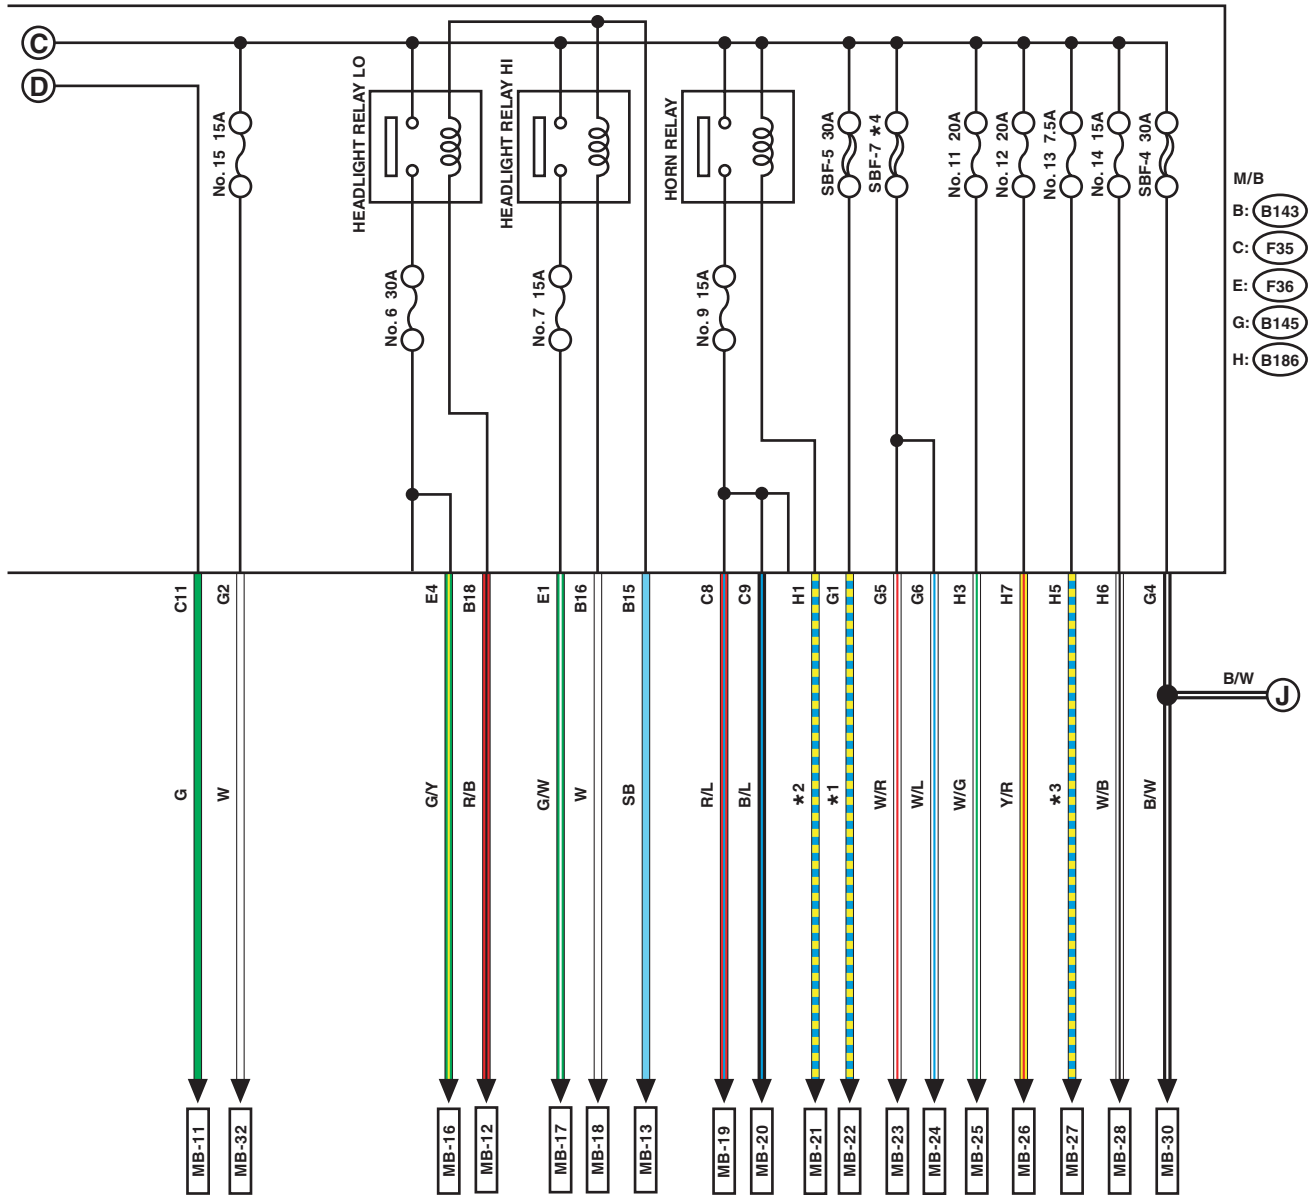 C
D
No. 15 15A
HEADLIGHT RELAY LO
HEADLIGHT RELAY HI
HORN RELAY
SBF-5 30A
SBF-7 *4
No. 11 20A
No. 12 20A
No. 13 7.5A
No. 14 15A
SBF-4 30A
No. 6 30A
No. 7 15A
No. 9 15A
M/B
B: B143
C: F35
E: F36
G: B145
H: B186
C11
G2
E4
B18
E1
B16
B15
C8
C9
H1
G1
G5
G6
H3
H7
H5
H6
G4
B/W
J
G
W
G/Y
R/B
G/W
W
SB
R/L
B/L
*2
*1
W/R
W/L
W/G
Y/R
*3
W/B
B/W
MB-11
MB-32
MB-16
MB-12
MB-17
MB-18
MB-13
MB-19
MB-20
MB-21
MB-22
MB-23
MB-24
MB-25
MB-26
MB-27
MB-28
MB-30